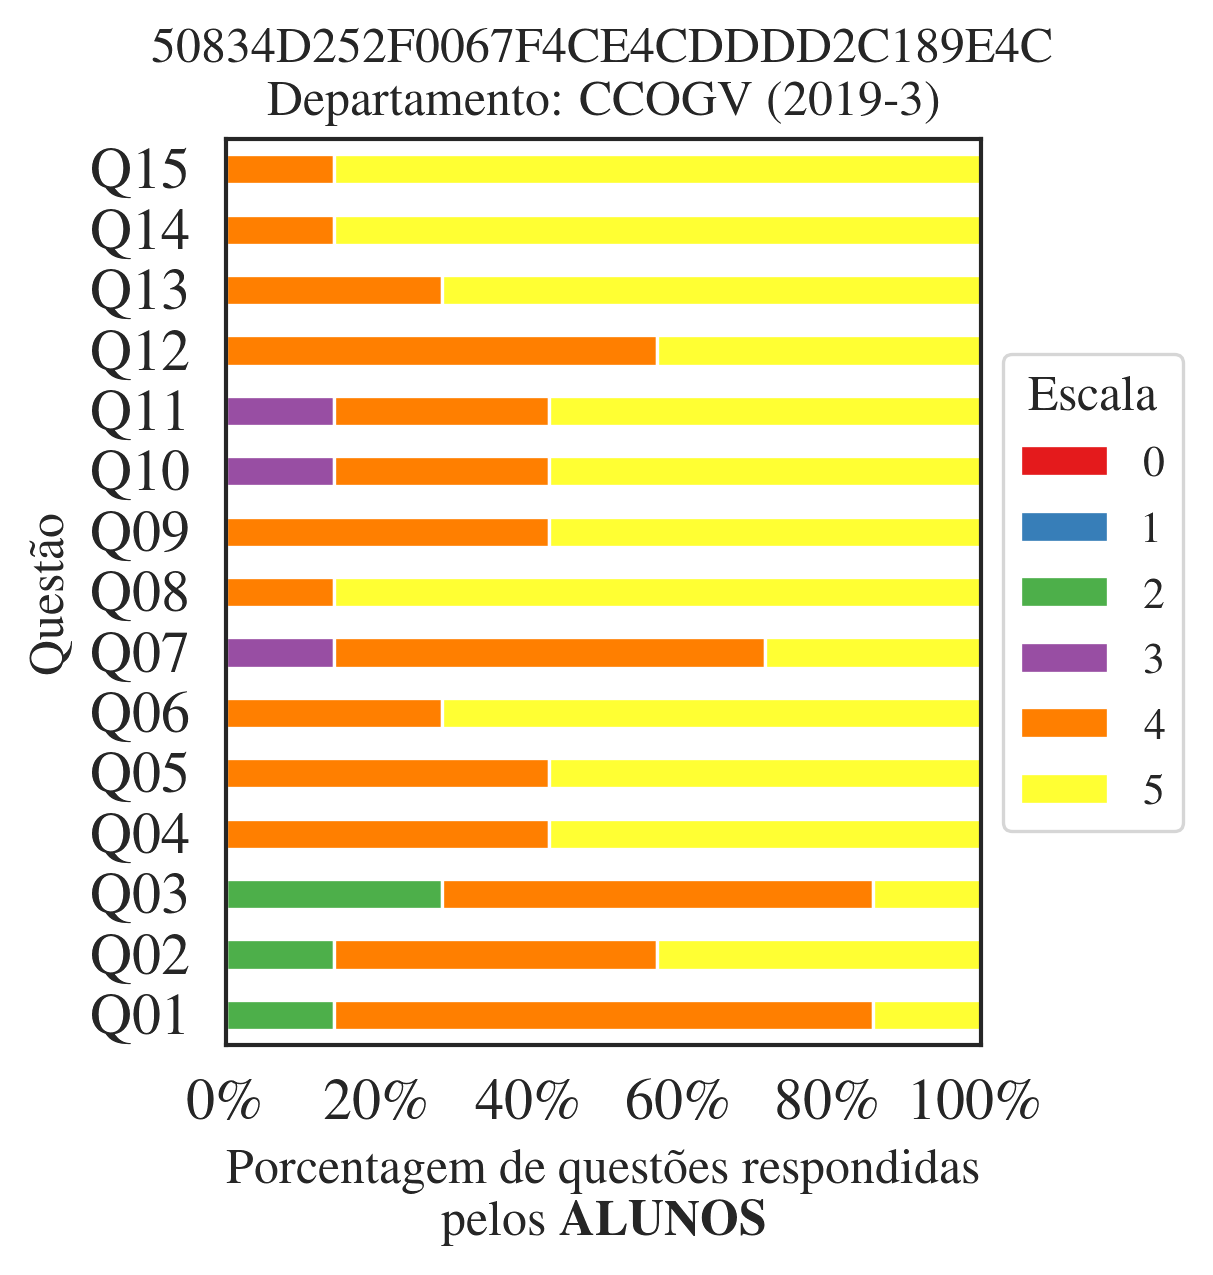 50834D252F0067F4CE4CDDDD2C189E4C
Departamento: CCOGV (2019-3)
Questão
Q15
Q14
Q13
Q12
Q11
Q10
Q09
Q08
Q07
Q06
Q05
Q04
Q03
Q02
Q01
0% 20% 40% 60% 80% 100%
Porcentagem de questões respondidas
pelos ALUNOS
Escala
0
1
2
3
4
5